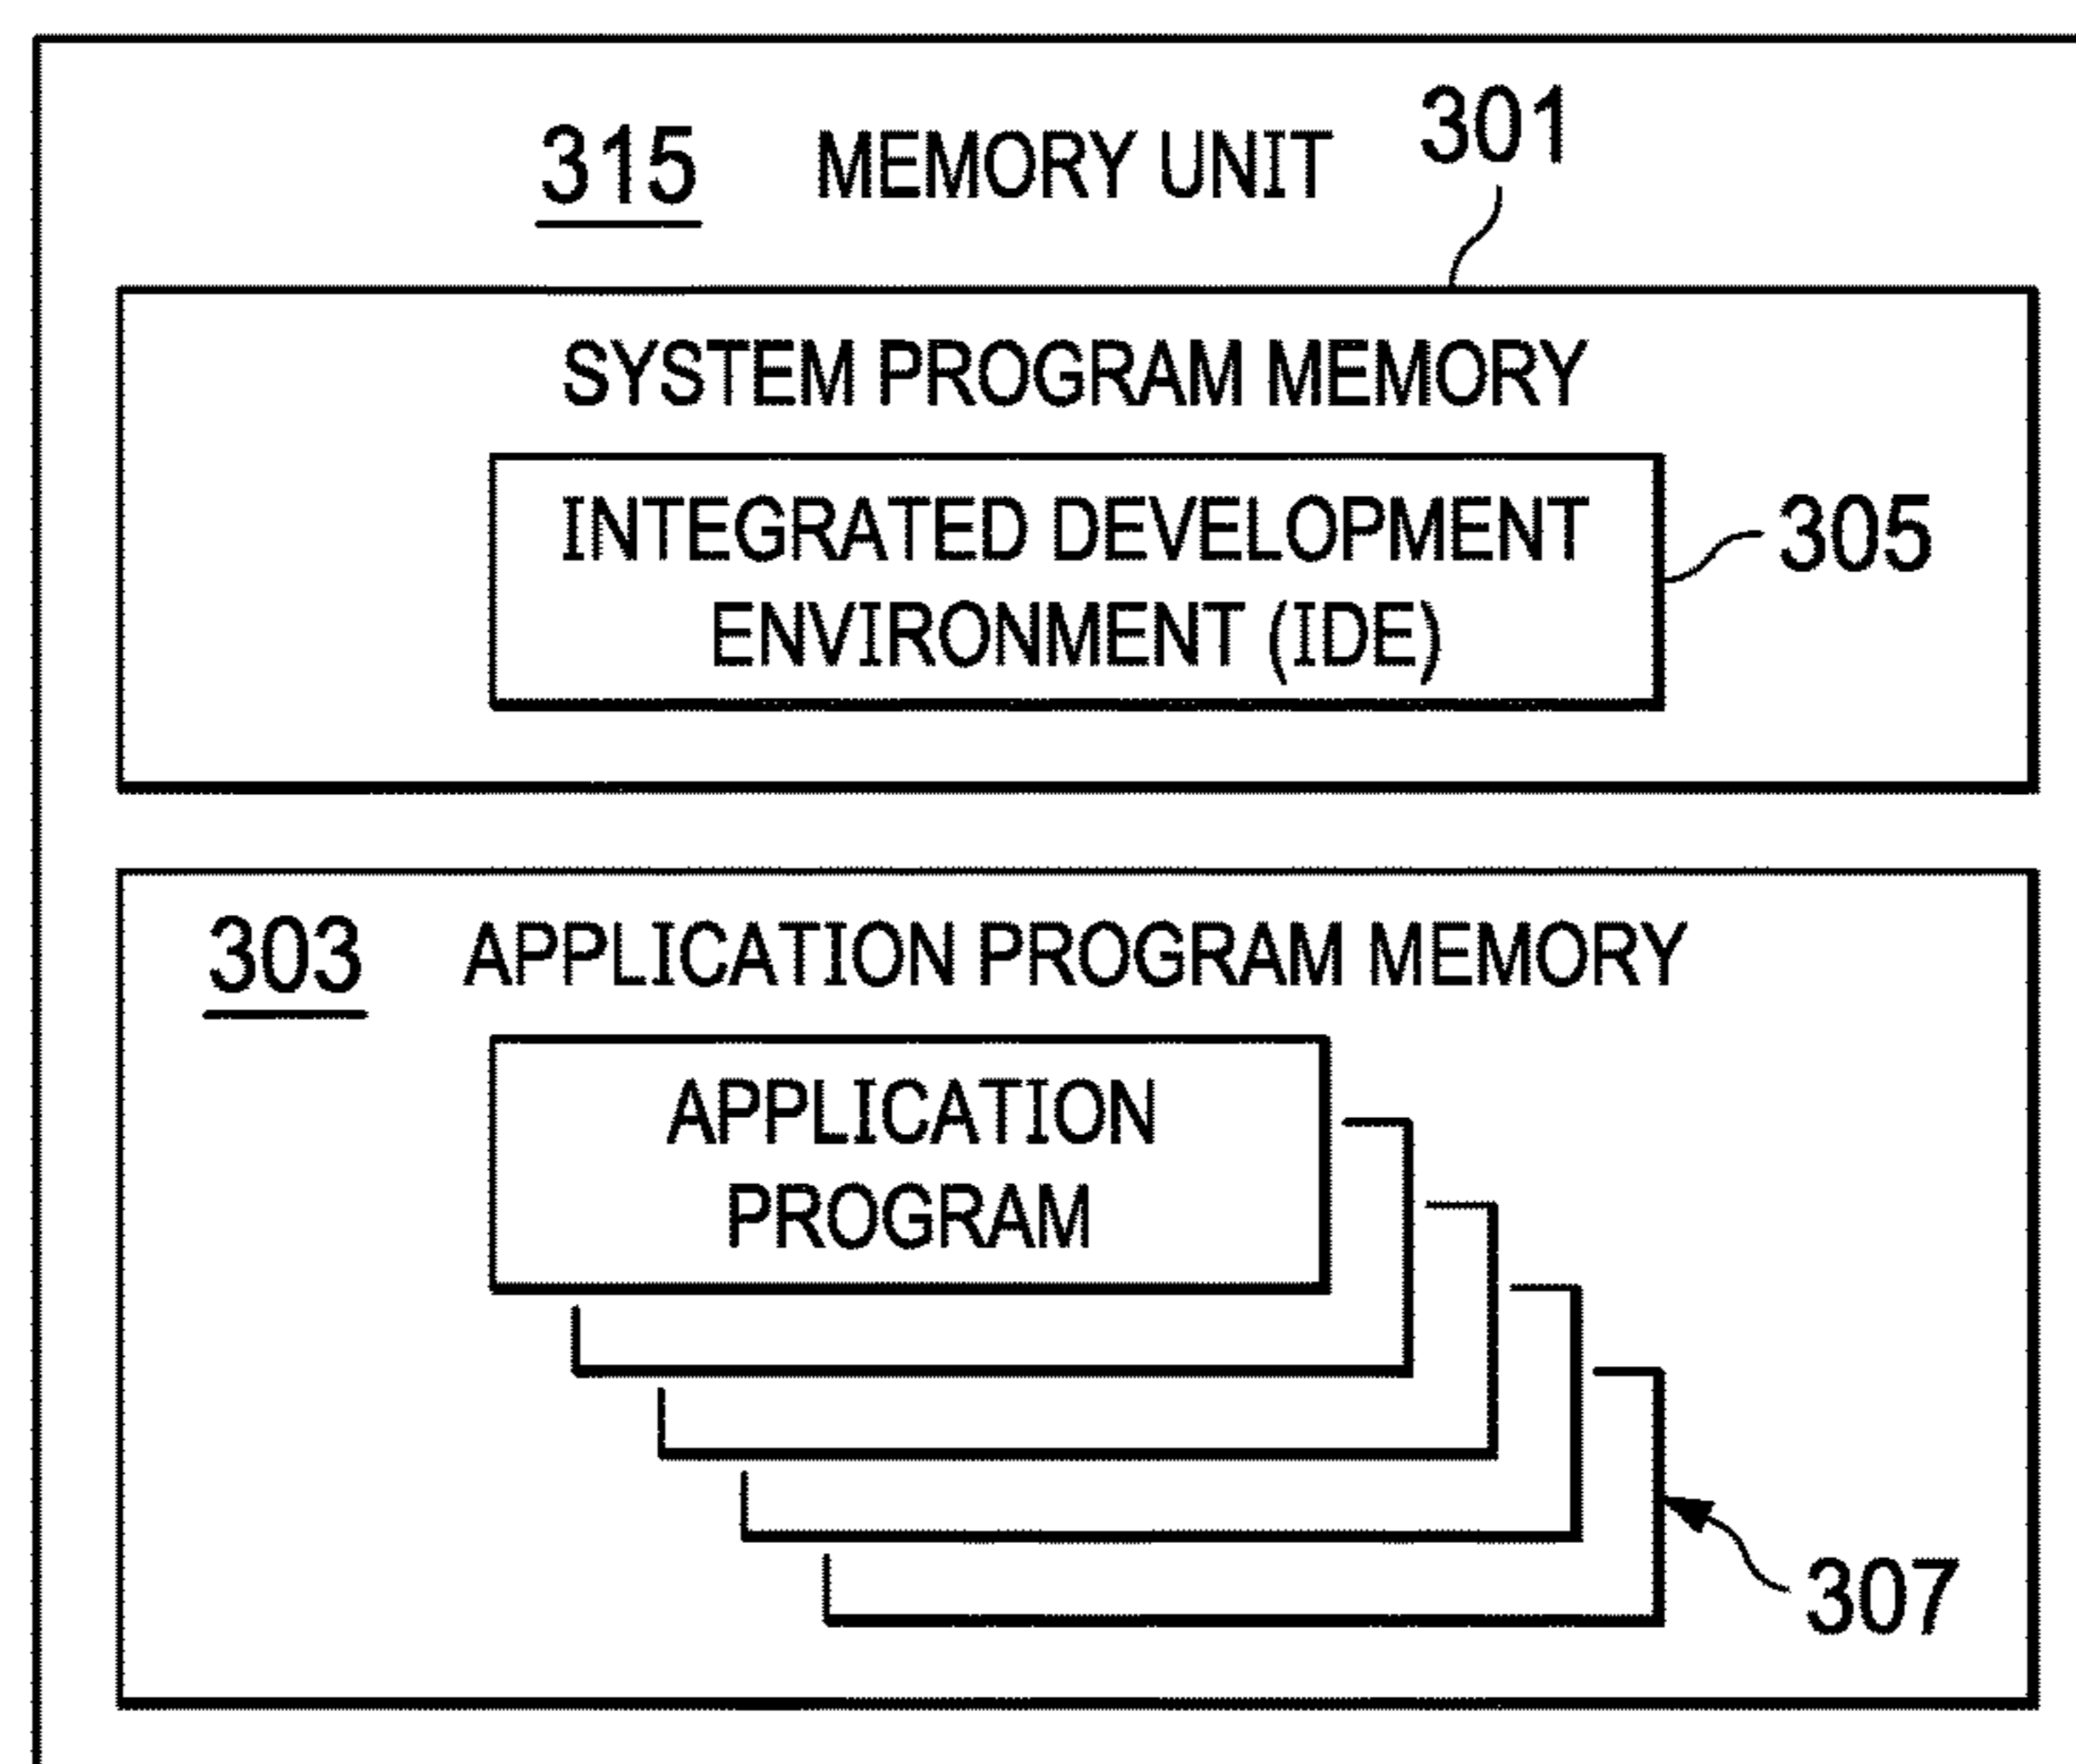 301
315 MEMORY UNIT
SYSTEM PROGRAM MEMORY
INTEGRATED DEVELOPMENT
ENVIRONMENT (IDE)
305
303 APPLICATION PROGRAM MEMORY
APPLICATION
PROGRAM
307